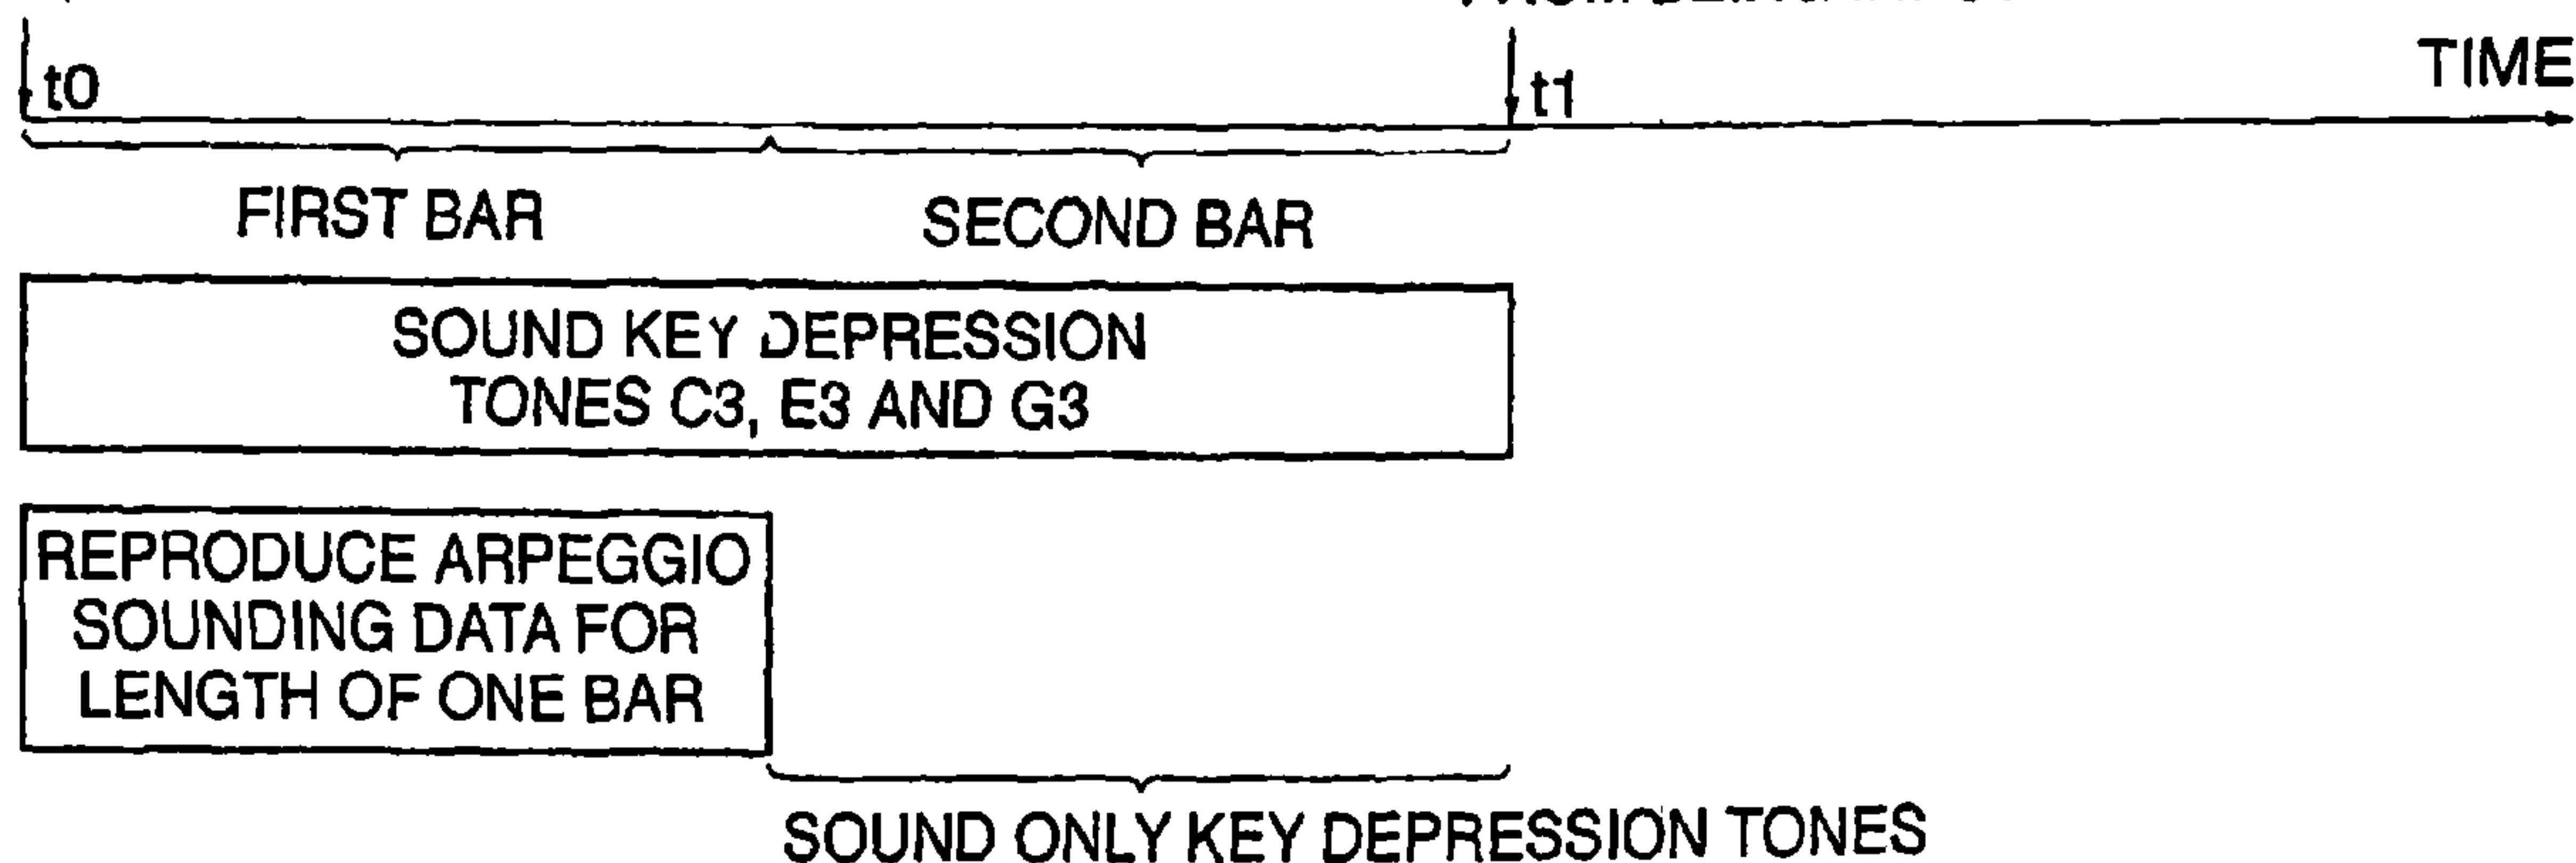 t0
t1
TIME
FIRST BAR
SECOND BAR
SOUND KEY DEPRESSION
TONES C3, E3 AND G3
REPRODUCE ARPEGGIO
SOUNDING DATA FOR
LENGTH OF ONE BAR
SOUND ONLY KEY DEPRESSION TONES